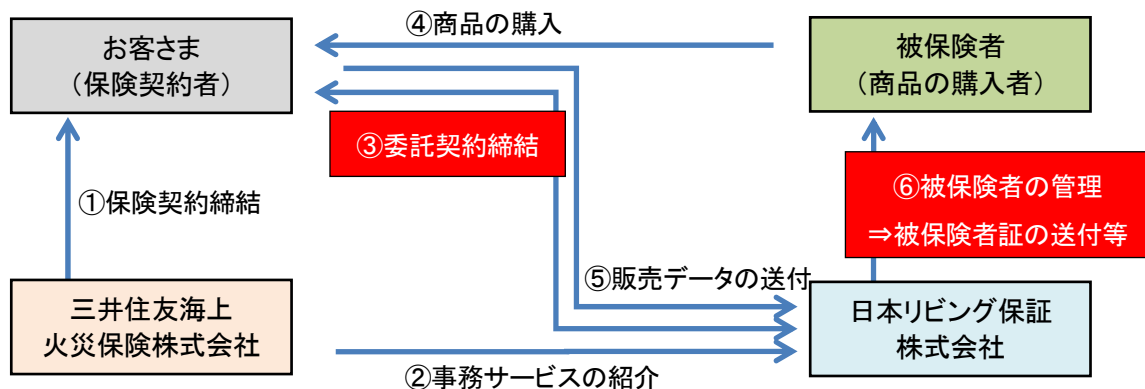 ④商品の購入
お客さま
（保険契約者）
被保険者
（商品の購入者）
③委託契約締結
①保険契約締結
⑥被保険者の管理
⇒被保険者証の送付等
⑤販売データの送付
三井住友海上
火災保険株式会社
日本リビング保証
株式会社
②事務サービスの紹介